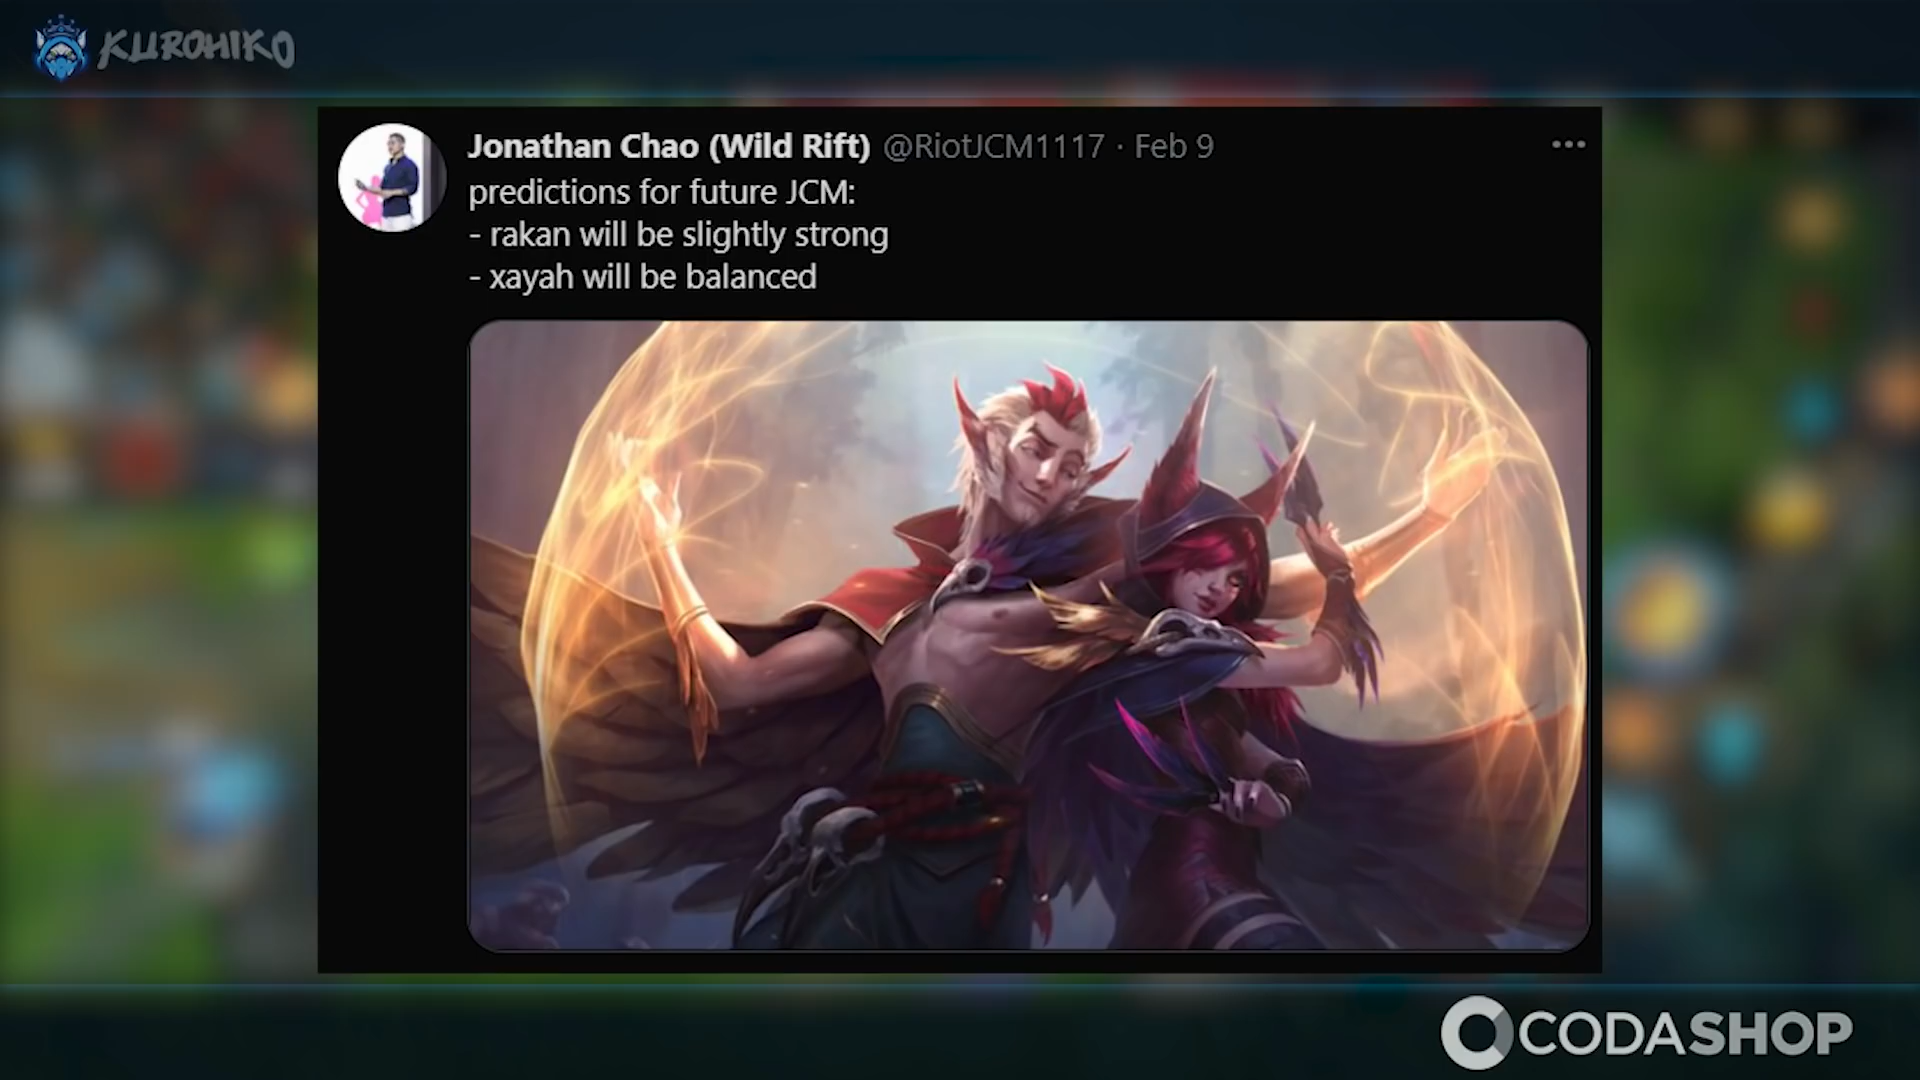 KUROHIKO
Jonathan Chao (Wild Rift) @RiotJCM1117 · Feb 9
predictions for future JCM:
- rakan will be slightly strong
- xayah will be balanced
CODASHOP